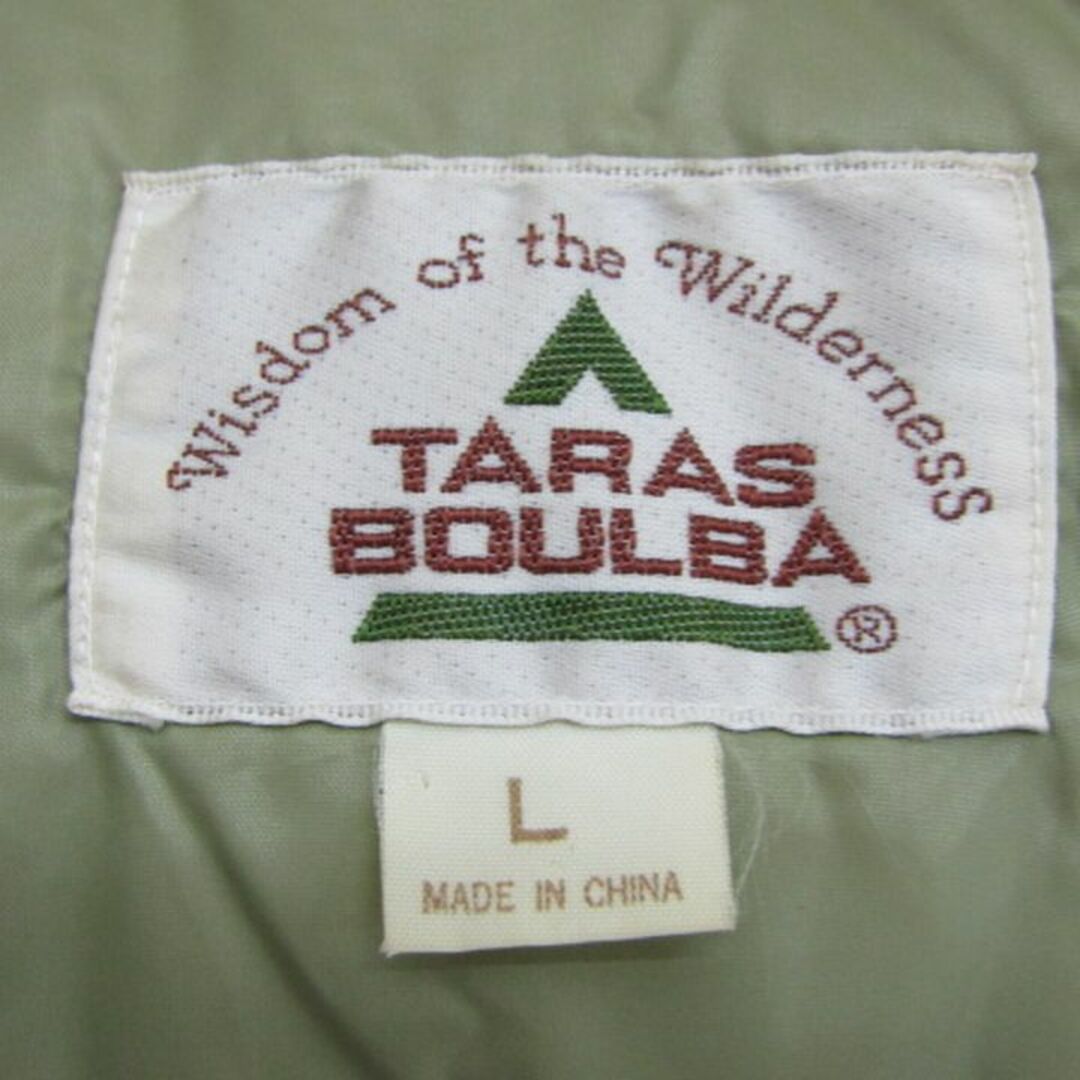 Wisdom of the Wilderness
TARAS
BOULBA
®
L
MADE IN CHINA